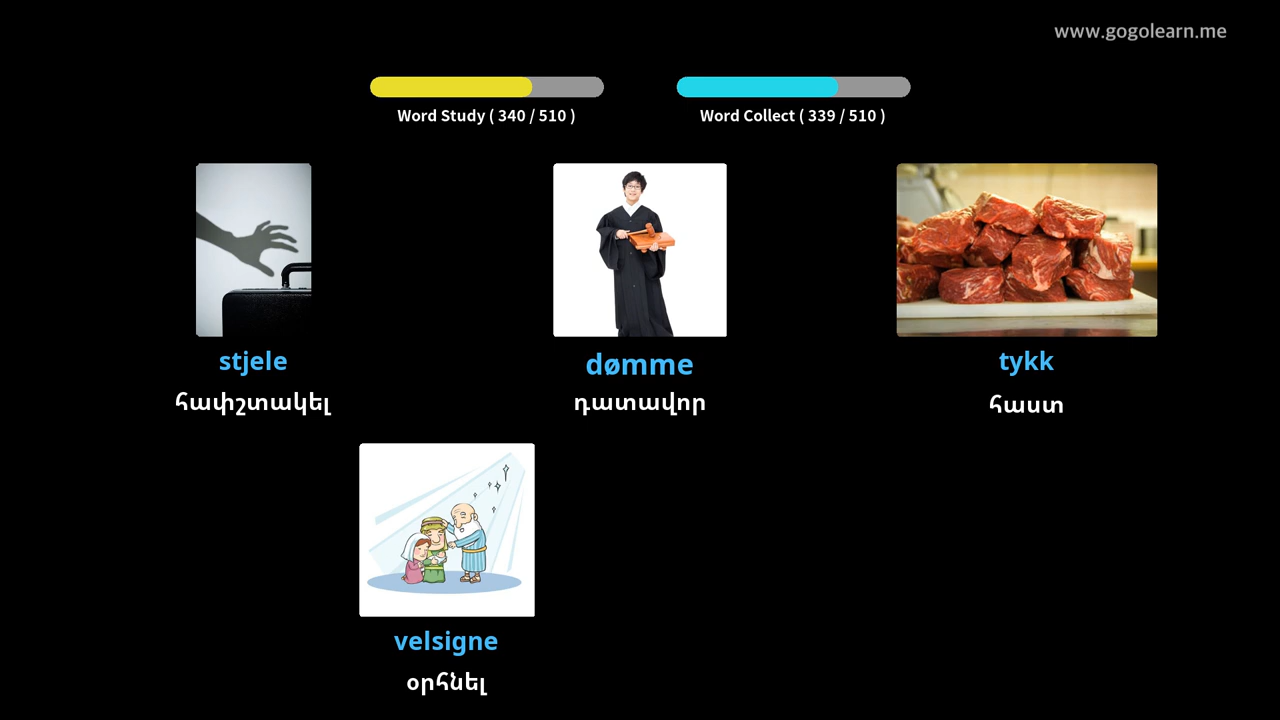 www.gogolearn.me
Word Study ( 340 / 510 )
Word Collect ( 339 / 510 )
stjele
հափշտակել
dømme
դատավոր
tykk
հաստ
velsigne
օրհնել